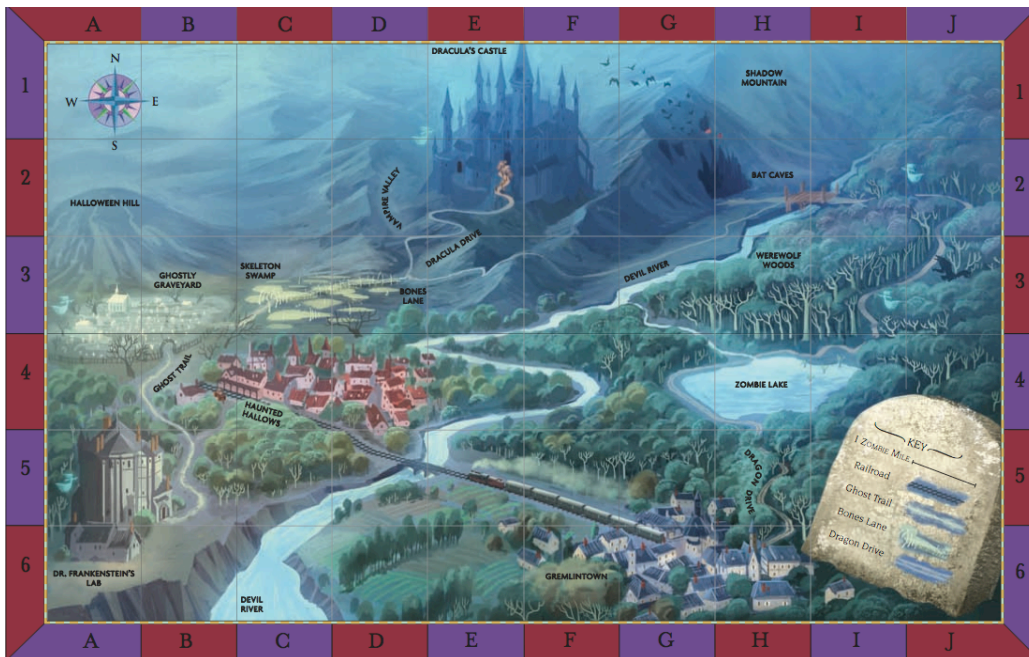 A B C D E F G H I J
1
N
W E
S
DRACULA'S CASTLE
SHADOW
MOUNTAIN
1
2
HALLOWEEN HILL
VAMPIRE VALLEY
BAT CAVES
2
3
GHOSTLY
GRAVEYARD
SKELETON
SWAMP
DRACULA DRIVE
BONES
LANE
DEVIL RIVER
WEREWOLF
WOODS
3
4
GHOST TRAIL
HAUNTED
HALLOWS
ZOMBIE LAKE
4
5
DRAGON DRIVE
KEY
1 ZOMBIE MILE
Railroad
Ghost Trail
Bones Lane
Dragon Drive
5
6
DR. FRANKENSTEIN'S
LAB
DEVIL
RIVER
GREMLINTOWN
6
A B C D E F G H I J